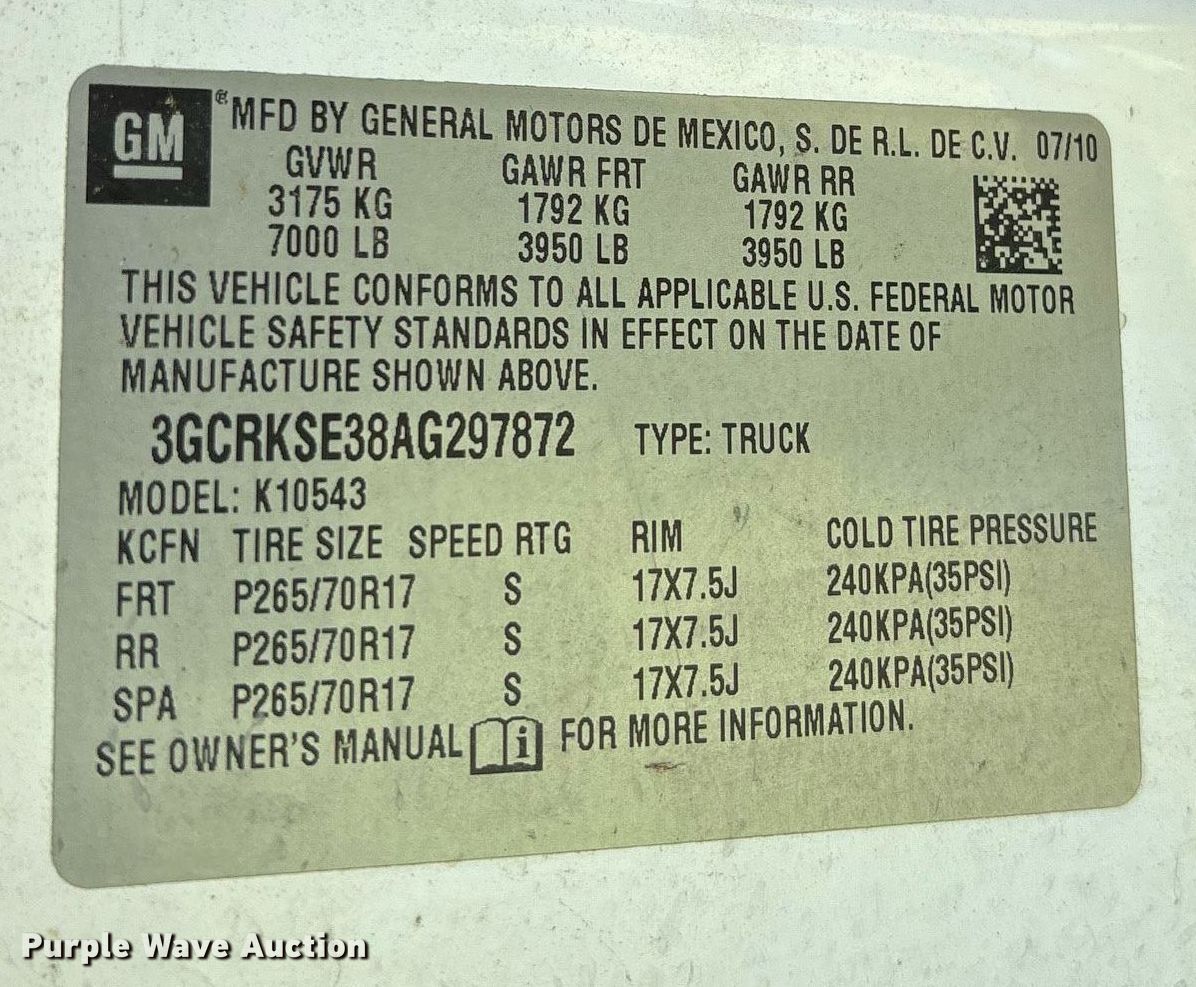 GM ® MFD BY GENERAL MOTORS DE MEXICO, S. DE R.L. DE C.V. 07/10
GVWR GAWR FRT GAWR RR
3175 KG 1792 KG 1792 KG
7000 LB 3950 LB 3950 LB
THIS VEHICLE CONFORMS TO ALL APPLICABLE U.S. FEDERAL MOTOR
VEHICLE SAFETY STANDARDS IN EFFECT ON THE DATE OF
MANUFACTURE SHOWN ABOVE.
3GCRKSE38AG297872 TYPE: TRUCK
MODEL: K10543
KCFN TIRE SIZE SPEED RTG RIM COLD TIRE PRESSURE
FRT P265/70R17 S 17X7.5J 240KPA(35PSI)
RR P265/70R17 S 17X7.5J 240KPA(35PSI)
SPA P265/70R17 S 17X7.5J 240KPA(35PSI)
SEE OWNER'S MANUAL i FOR MORE INFORMATION.
Purple Wave Auction